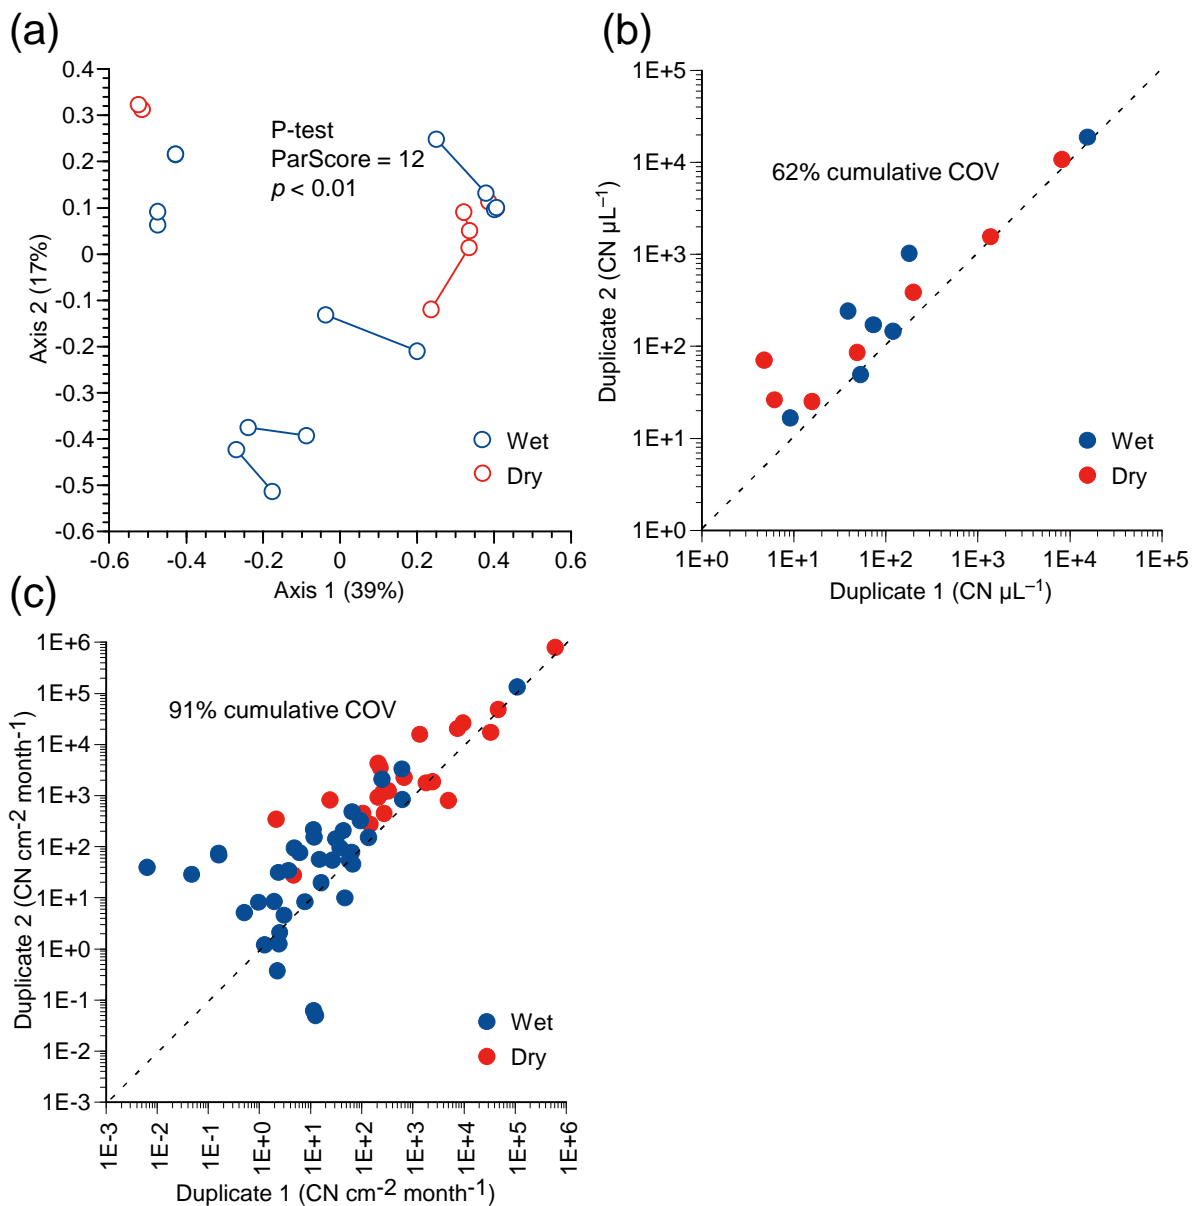 (a)
0.4
0.3
0.2
0.1
0
-0.1
-0.2
-0.3
-0.4
-0.5
-0.6
Axis 2 (17%)
P-test
ParScore = 12
p < 0.01
Wet
Dry
-0.6
-0.4
-0.2
0
0.2
0.4
0.6
Axis 1 (39%)
(b)
1E+5
1E+4
1E+3
1E+2
1E+1
1E+0
Duplicate 2 (CN µL–1)
62% cumulative COV
Wet
Dry
1E+0
1E+1
1E+2
1E+3
1E+4
1E+5
Duplicate 1 (CN µL–1)
(c)
1E+6
1E+5
1E+4
1E+3
1E+2
1E+1
1E+0
1E-1
1E-2
1E-3
Duplicate 2 (CN cm-2 month-1)
91% cumulative COV
Wet
Dry
1E-3
1E-2
1E-1
1E+0
1E+1
1E+2
1E+3
1E+4
1E+5
1E+6
Duplicate 1 (CN cm-2 month-1)